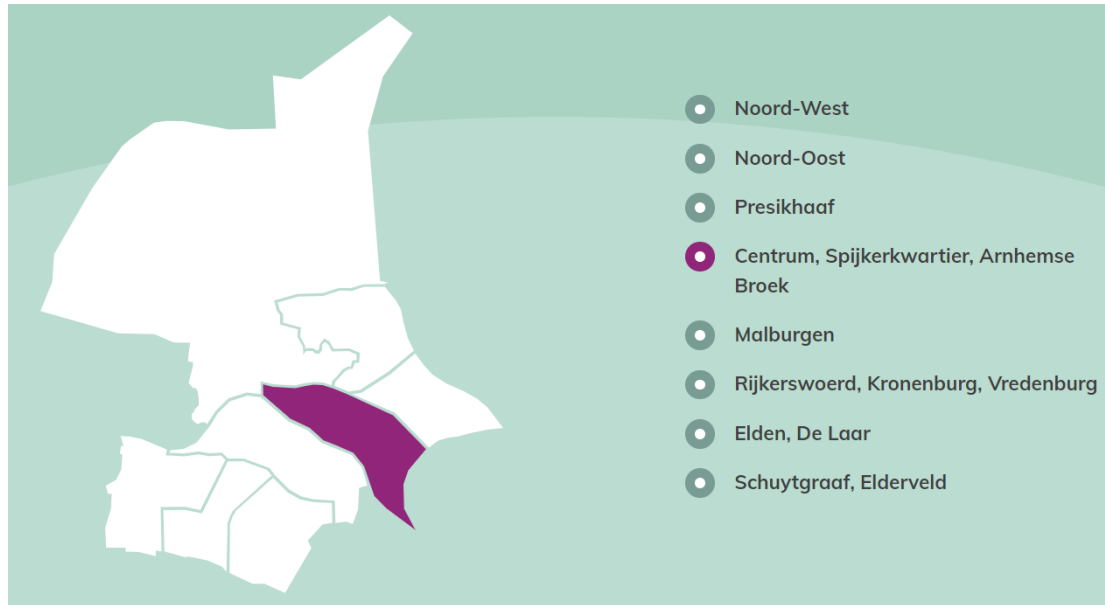 Noord-West
Noord-Oost
Presikhaaf
Centrum, Spijkerkwartier, Arnhemse
Broek
Malburgen
Rijkerswoerd, Kronenburg, Vredenburg
Elden, De Laar
Schuytgraaf, Elderveld